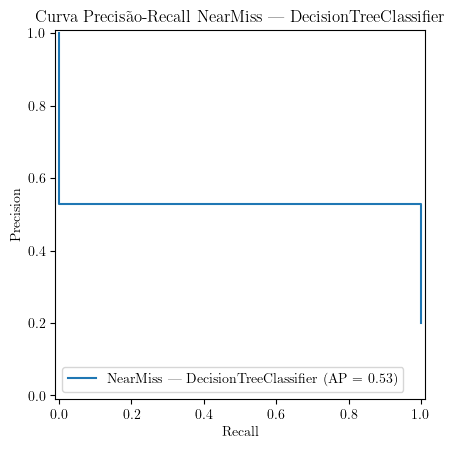 Curva Precisão-Recall NearMiss — DecisionTreeClassifier
1.0
0.8
0.6
0.4
0.2
0.0
Precision
NearMiss — DecisionTreeClassifier (AP = 0.53)
0.0 0.2 0.4 0.6 0.8 1.0
Recall